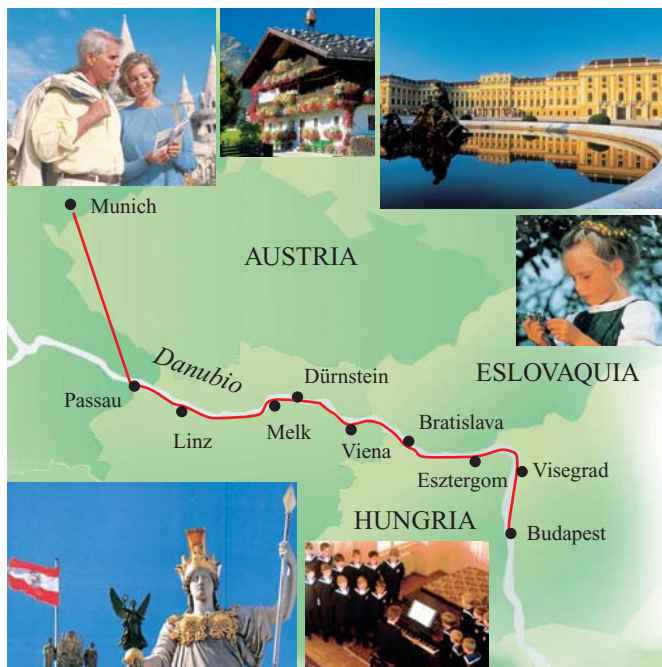 Munich
AUSTRIA
Danubio
Dürnstein
ESLOVAQUIA
Passau
Linz
Melk
Viena
Bratislava
Esztergom
Visegrad
HUNGRIA
Budapest